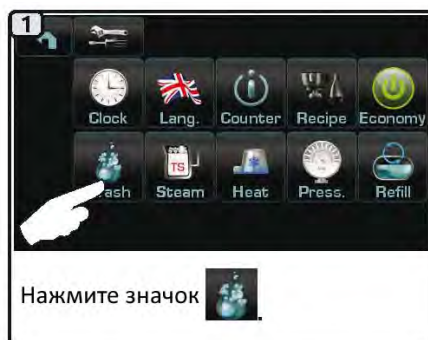 1
Clock Lang. Counter Recipe Economy
TS
ash Steam Heat Press. Refill
Нажмите значок .